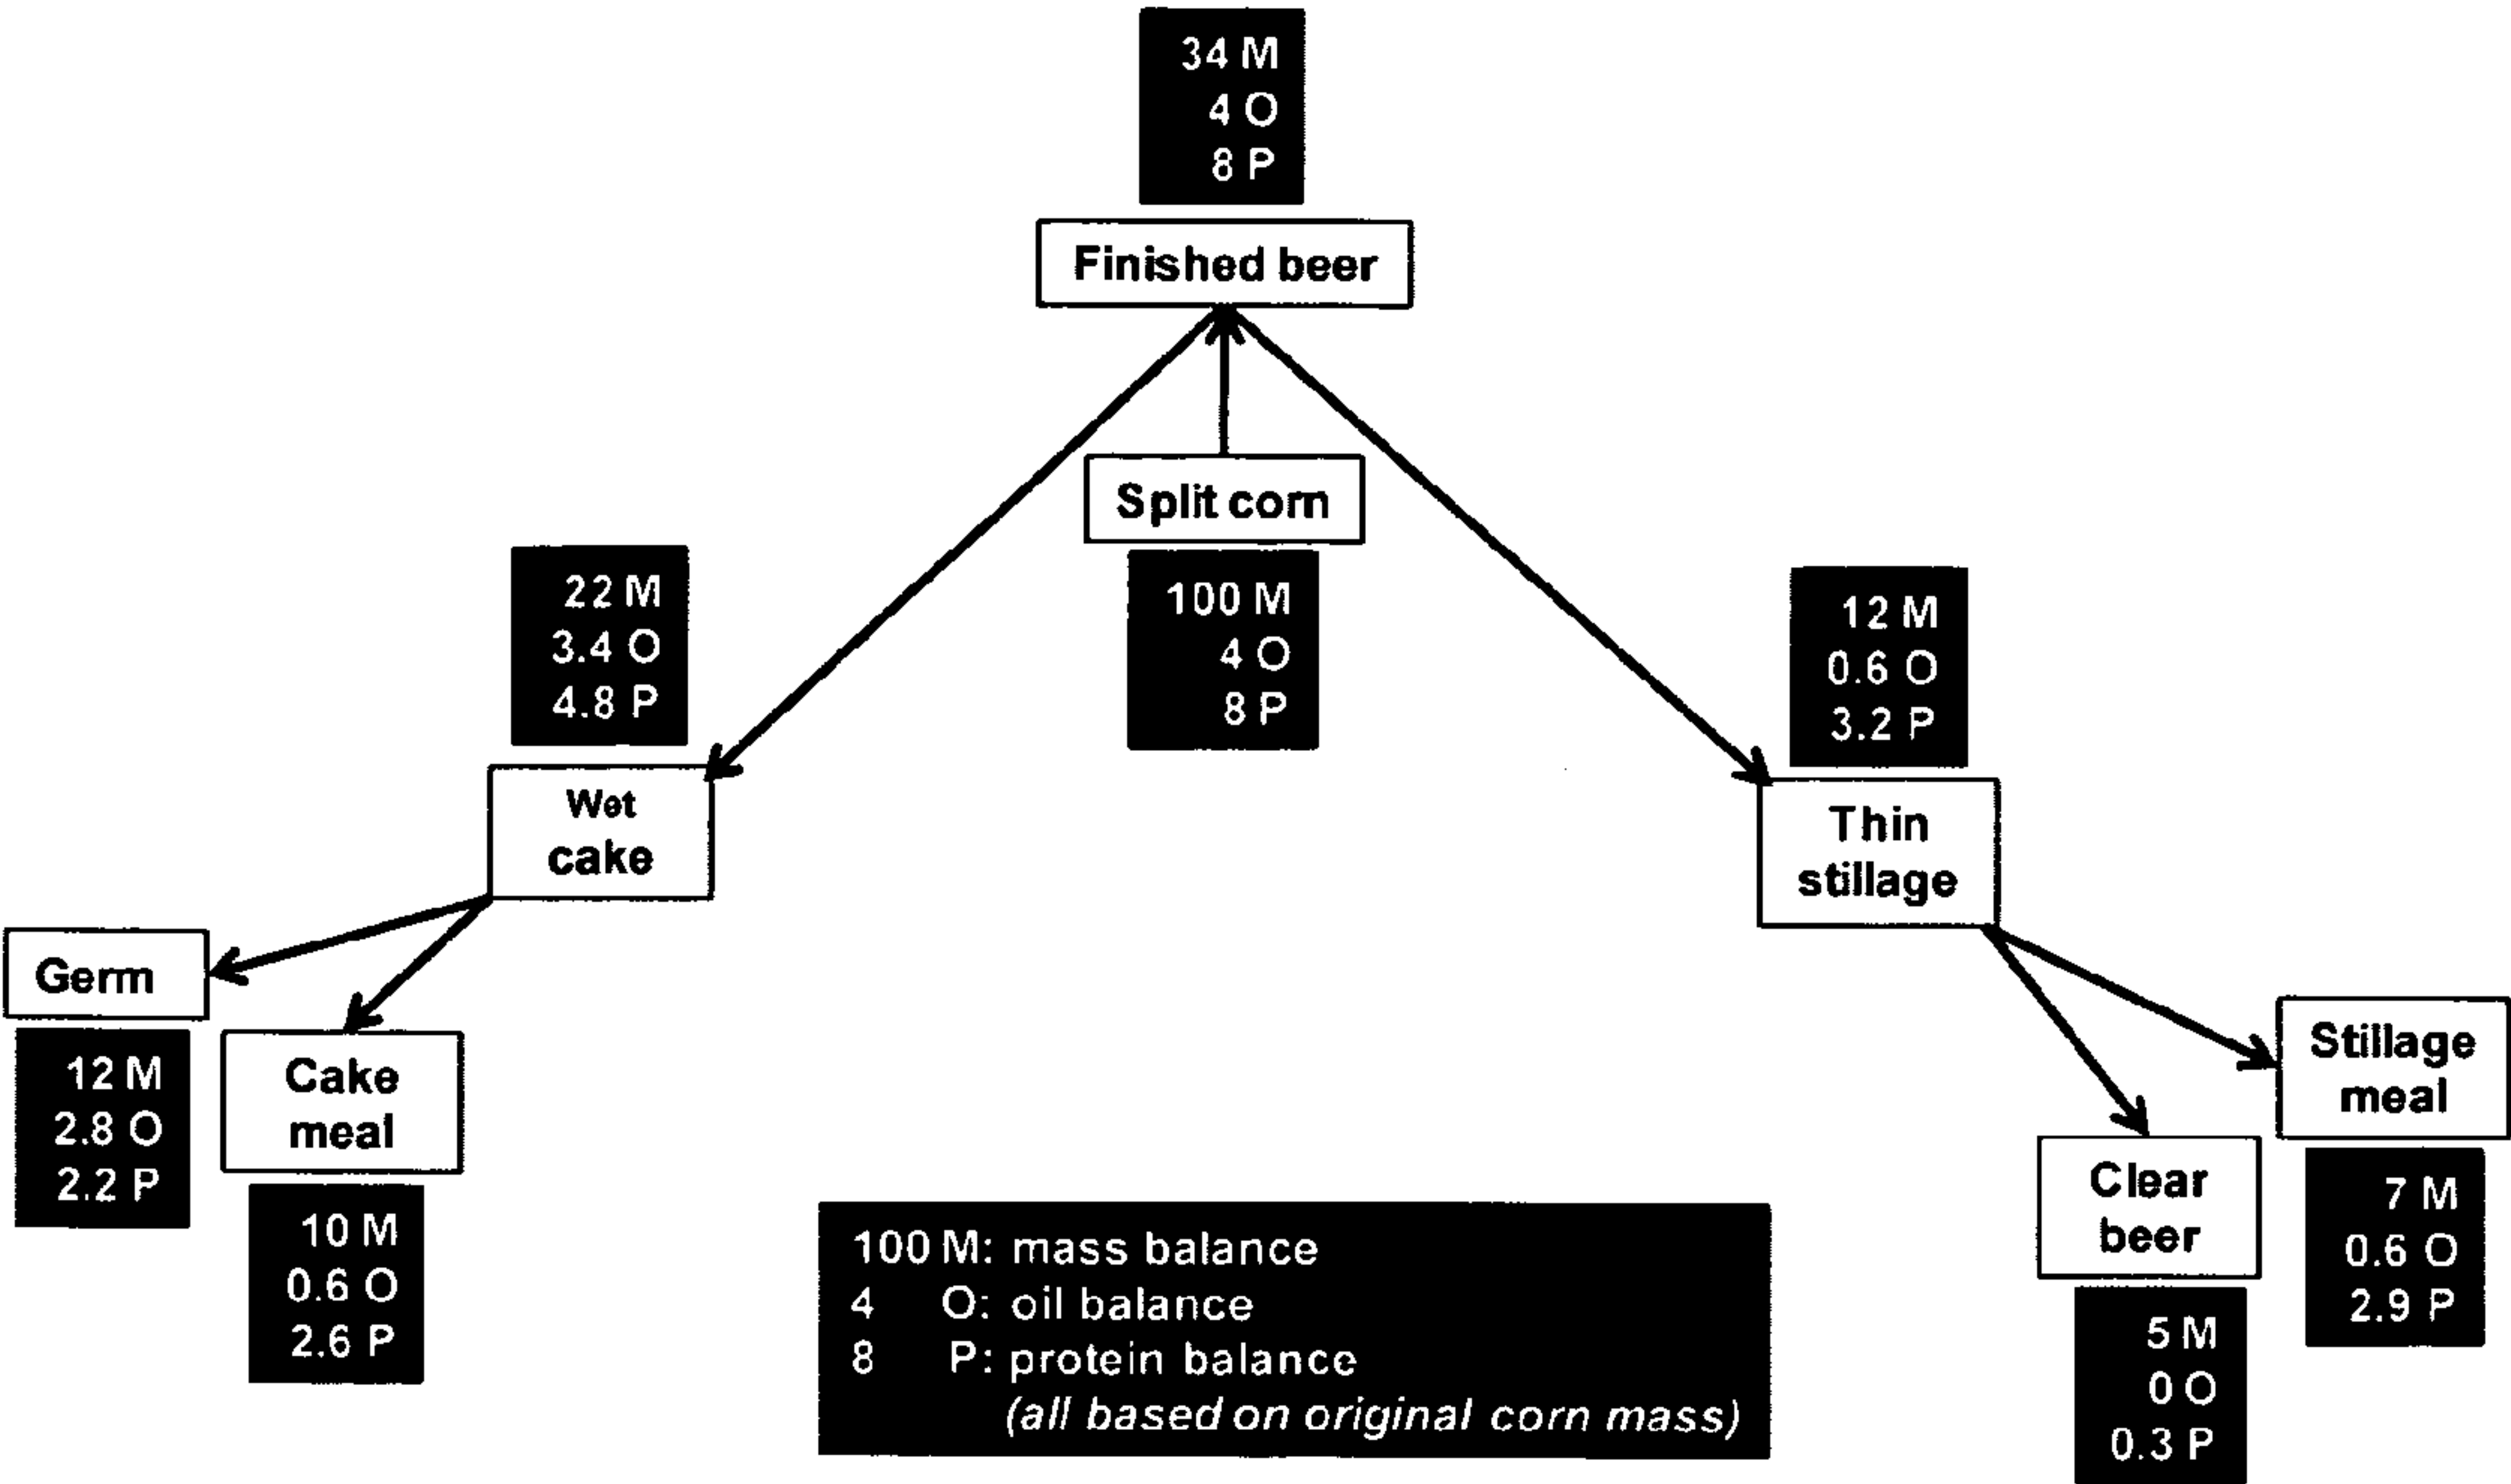 34 M
4 O
8 P
Finished beer
Split corn
100 M
4 O
8 P
22 M
3.4 O
4.8 P
Wet
cake
12 M
0.6 O
3.2 P
Thin
stillage
Germ
12 M
2.8 O
2.2 P
Cake
meal
10 M
0.6 O
2.6 P
Stillage
meal
7 M
0.6 O
2.9 P
Clear
beer
5 M
0 O
0.3 P
100 M: mass balance
4 O: oil balance
8 P: protein balance
(all based on original corn mass)